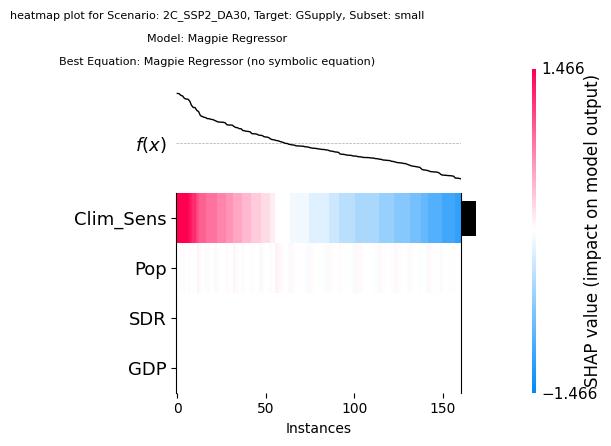 heatmap plot for Scenario: 2C_SSP2_DA30, Target: GSupply, Subset: small
Model: Magpie Regressor
Best Equation: Magpie Regressor (no symbolic equation)
1.466
f(x)
Clim_Sens
Pop
SDR
GDP
SHAP value (impact on model output)
−1.466
0
50
100
150
Instances